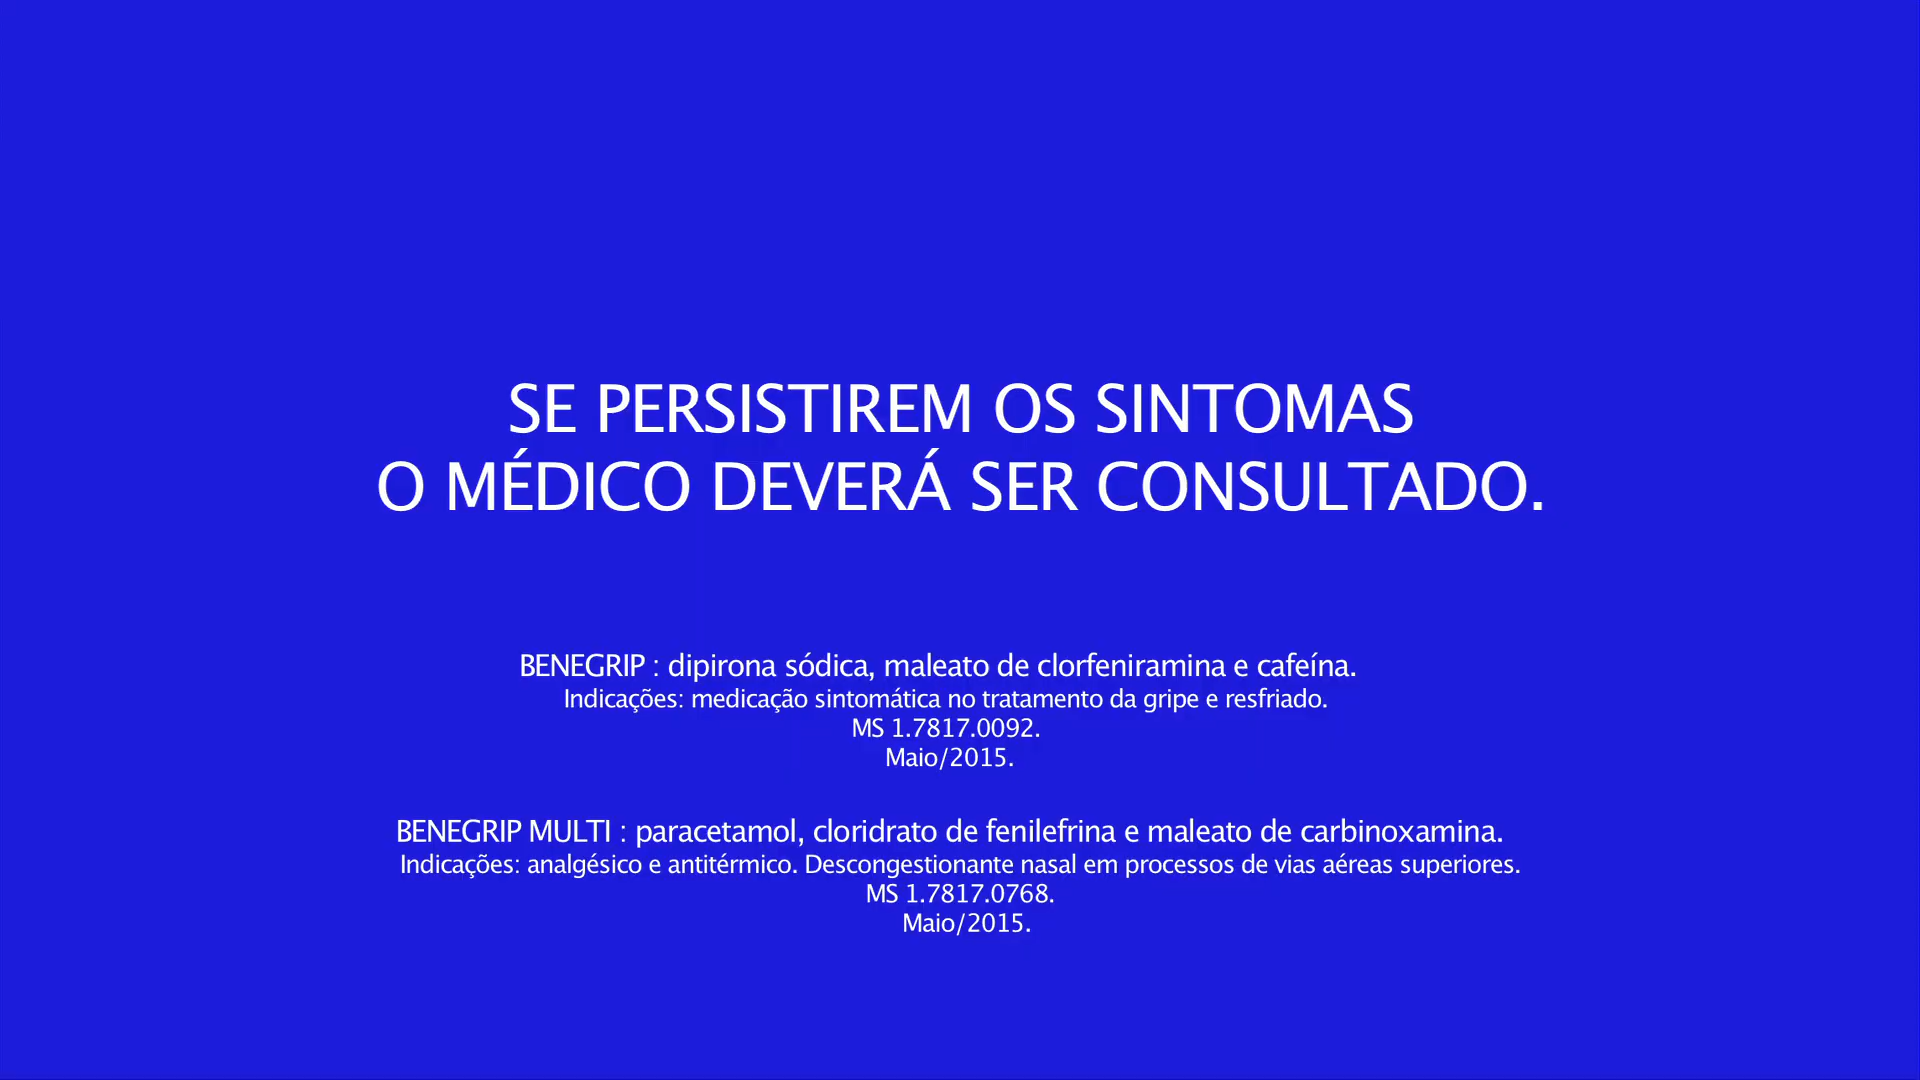 SE PERSISTIREM OS SINTOMAS
O MÉDICO DEVERÁ SER CONSULTADO.
BENEGRIP : dipirona sódica, maleato de clorfeniramina e cafeína.
Indicações: medicação sintomática no tratamento da gripe e resfriado.
MS 1.7817.0092.
Maio/2015.
BENEGRIP MULTI : paracetamol, cloridrato de fenilefrina e maleato de carbinoxamina.
Indicações: analgésico e antitérmico. Descongestionante nasal em processos de vias aéreas superiores.
MS 1.7817.0768.
Maio/2015.